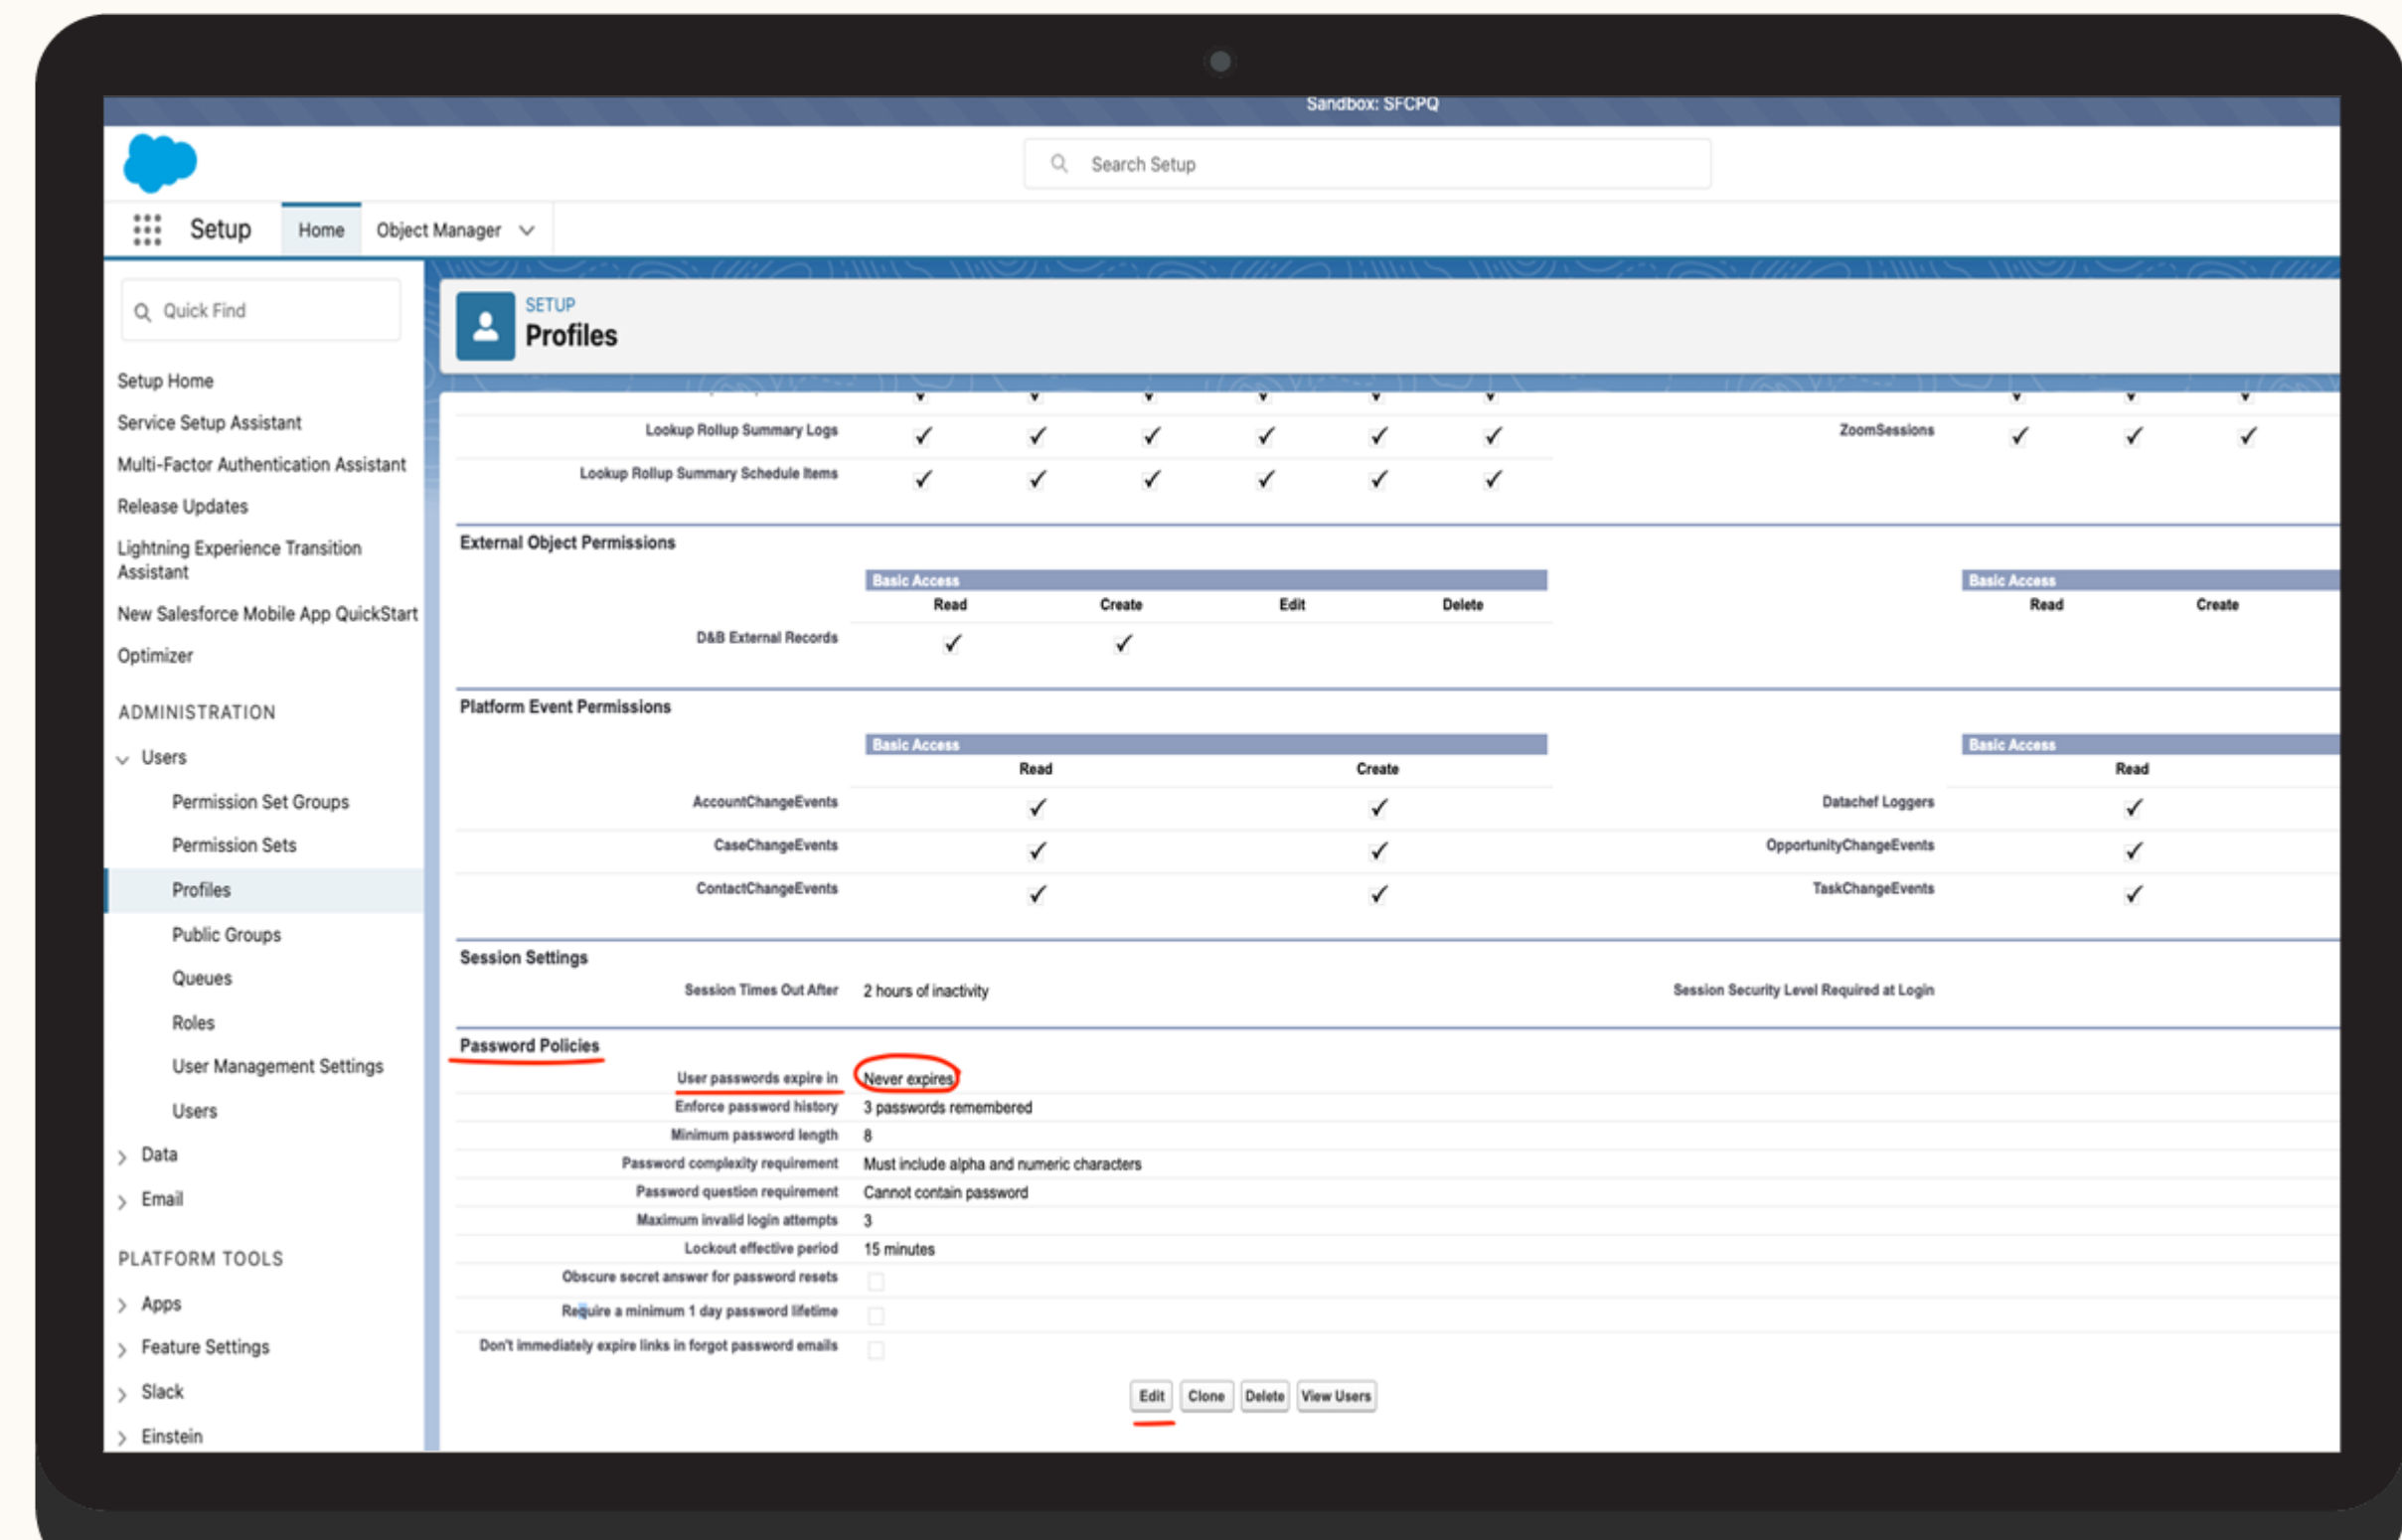 Sandbox: SFCPQ
Search Setup
Setup Home Object Manager
Quick Find
SETUP
Profiles
Setup Home
Service Setup Assistant
Multi-Factor Authentication Assistant
Release Updates
Lightning Experience Transition
Assistant
New Salesforce Mobile App QuickStart
Optimizer
ADMINISTRATION
Users
Permission Set Groups
Permission Sets
Profiles
Public Groups
Queues
Roles
User Management Settings
Users
Data
Email
PLATFORM TOOLS
Apps
Feature Settings
Slack
Einstein
Lookup Rollup Summary Logs ZoomSessions
Lookup Rollup Summary Schedule Items
External Object Permissions
Basic Access Basic Access
Read Create Edit Delete Read Create
D&B External Records
Platform Event Permissions
Basic Access Basic Access
Read Create Read
AccountChangeEvents Datachef Loggers
CaseChangeEvents OpportunityChangeEvents
ContactChangeEvents TaskChangeEvents
Session Settings
Session Times Out After 2 hours of inactivity Session Security Level Required at Login
Password Policies
User passwords expire in Never expires
Enforce password history 3 passwords remembered
Minimum password length 8
Password complexity requirement Must include alpha and numeric characters
Password question requirement Cannot contain password
Maximum invalid login attempts 3
Lockout effective period 15 minutes
Obscure secret answer for password resets
Require a minimum 1 day password lifetime
Don't immediately expire links in forgot password emails
Edit Clone Delete View Users